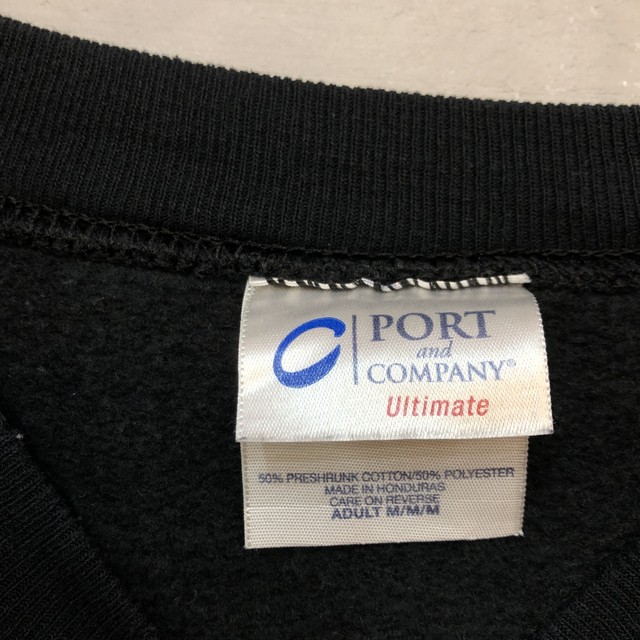 PORT
and
COMPANY®
Ultimate
50% PRESHRUNK COTTON/50% POLYESTER
MADE IN HONDURAS
CARE ON REVERSE
ADULT M/M/M